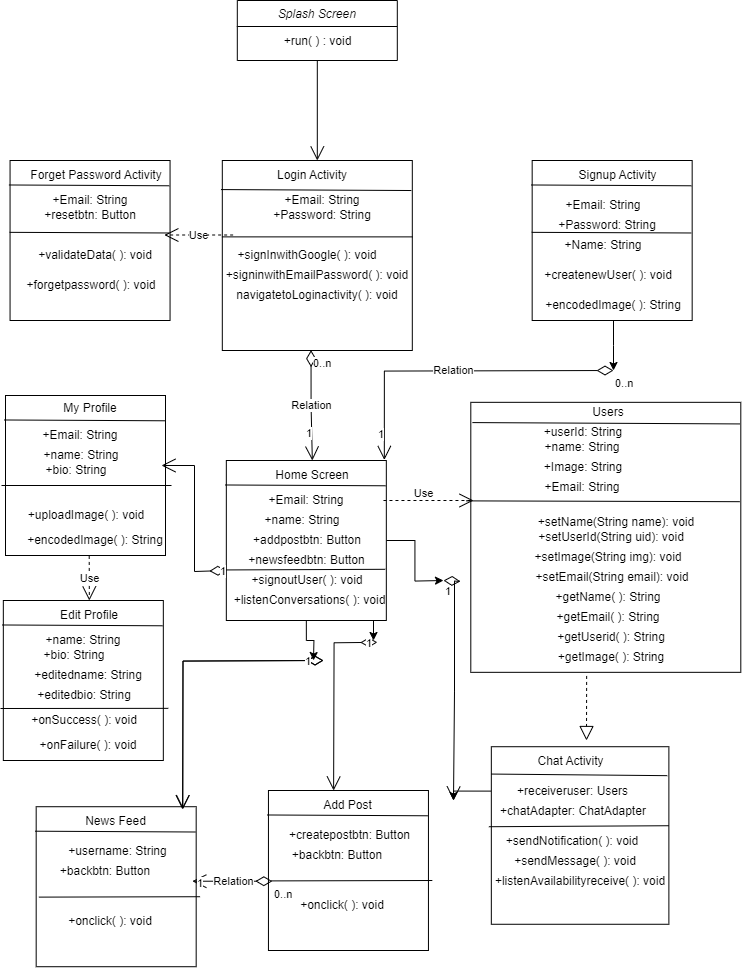 Splash Screen
+run( ) : void
Forget Password Activity
+Email: String
+resetbtn: Button
+validateData( ): void
+forgetpassword( ): void
Use
Login Activity
+Email: String
+Password: String
+signInwithGoogle( ): void
+signinwithEmailPassword( ): void
navigatetoLoginactivity( ): void
Signup Activity
+Email: String
+Password: String
+Name: String
+createnewUser( ): void
+encodedImage( ): String
0..n
Relation
1
Relation
0..n
1
My Profile
+Email: String
+name: String
+bio: String
+uploadImage( ): void
+encodedImage( ): String
Use
Home Screen
+Email: String
+name: String
+addpostbtn: Button
+newsfeedbtn: Button
+signoutUser( ): void
+listenConversations( ): void
1
Use
1
1
1
Users
+userId: String
+name: String
+Image: String
+Email: String
+setName(String name): void
+setUserId(String uid): void
+setImage(String img): void
+setEmail(String email): void
+getName( ): String
+getEmail( ): String
+getUserid( ): String
+getImage( ): String
Edit Profile
+name: String
+bio: String
+editedname: String
+editedbio: String
+onSuccess( ): void
+onFailure( ): void
Chat Activity
+receiveruser: Users
+chatAdapter: ChatAdapter
+sendNotification( ): void
+sendMessage( ): void
+listenAvailabilityreceive( ): void
News Feed
+username: String
+backbtn: Button
+onclick( ): void
1
Relation
0..n
Add Post
+createpostbtn: Button
+backbtn: Button
+onclick( ): void